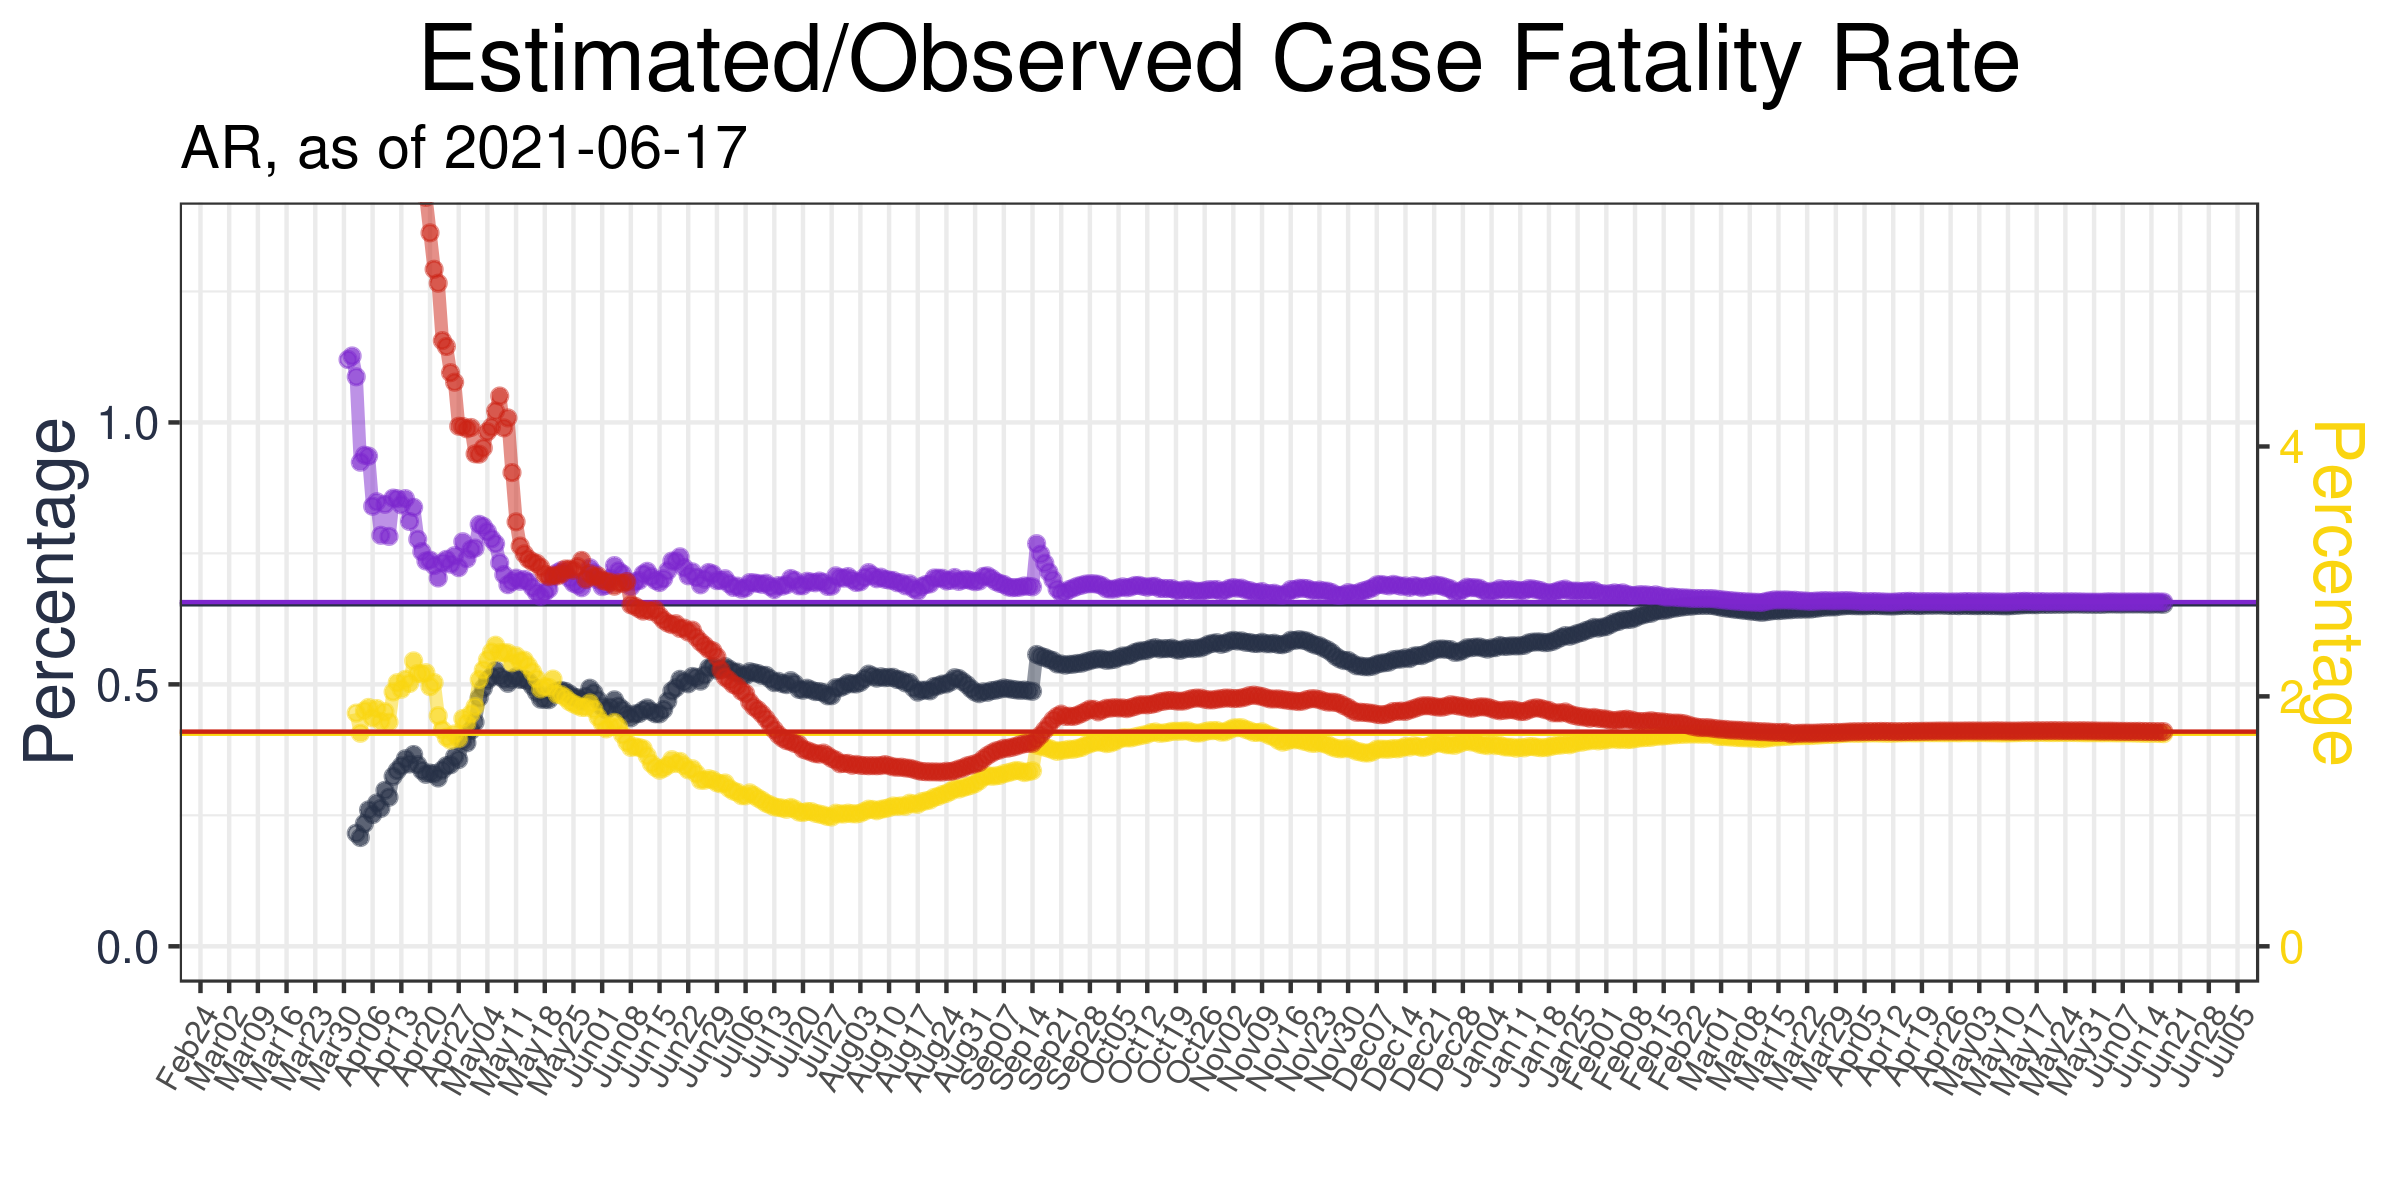 Estimated/Observed Case Fatality Rate
AR, as of 2021-06-17
Percentage
1.0
0.5
0.0
4
2
0
Percentage
Feb24
Mar02
Mar09
Mar16
Mar23
Mar30
Apr06
Apr13
Apr20
Apr27
May04
May11
May18
May25
Jun01
Jun08
Jun15
Jun22
Jun29
Jul06
Jul13
Jul20
Jul27
Aug03
Aug10
Aug17
Aug24
Aug31
Sep07
Sep14
Sep21
Sep28
Oct05
Oct12
Oct19
Oct26
Nov02
Nov09
Nov16
Nov23
Nov30
Dec07
Dec14
Dec21
Dec28
Jan04
Jan11
Jan18
Jan25
Feb01
Feb08
Feb15
Feb22
Mar01
Mar08
Mar15
Mar22
Mar29
Apr05
Apr12
Apr19
Apr26
May03
May10
May17
May24
May31
Jun07
Jun14
Jun21
Jun28
Jul05